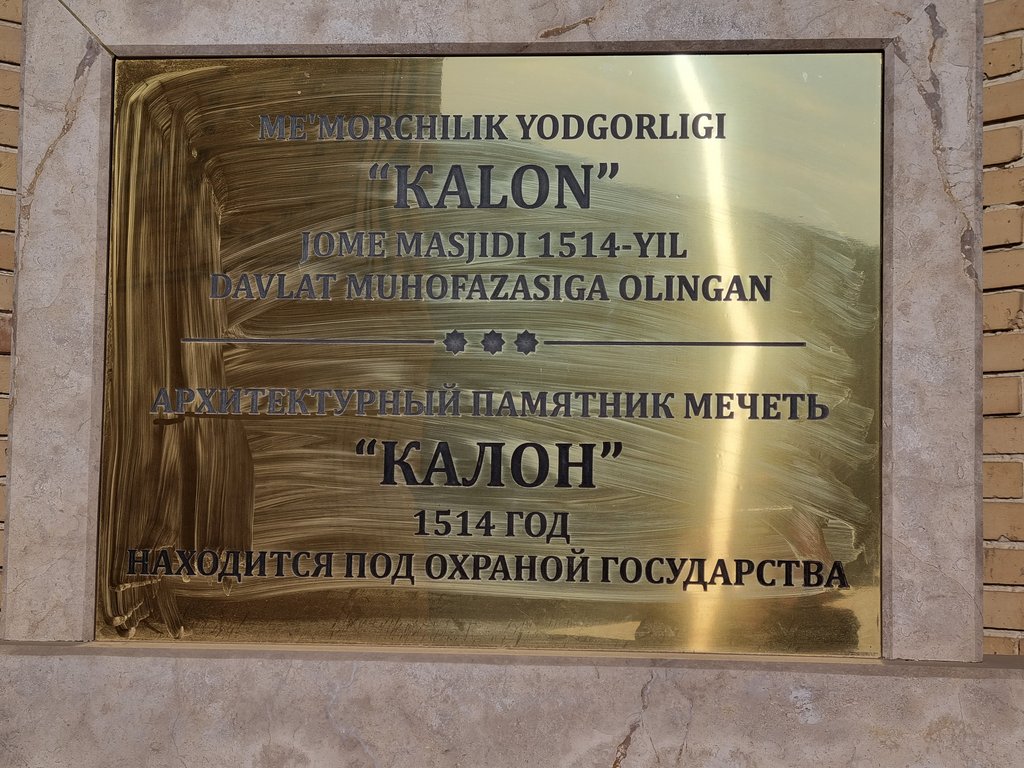 ME"MORCHILIK YODGORLIGI
“KALON”
JOME MASJIDI 1514-YIL
DAVLAT MUHOFAZASIGA OLINGAN
АРХИТЕКТУРНЫЙ ПАМЯТНИК МЕЧЕТЬ
“КАЛОН”
1514 ГОД
НАХОДИТСЯ ПОД ОХРАНОЙ ГОСУДАРСТВА